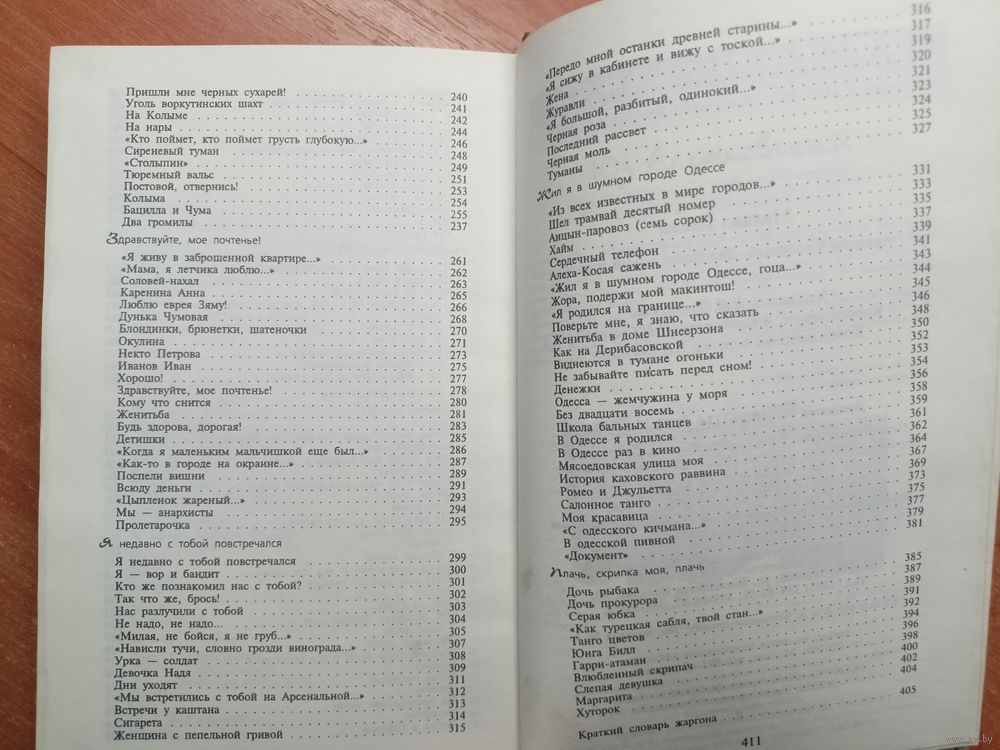 Пришли мне черных сухарей! 240
Уголь воркутинских шахт 241
На Колыме 242
На нары 244
«Кто поймет, кто поймет грусть глубокую...» 246
Сиреневый туман 248
«Столыпин» 249
Тюремный вальс 251
Постовой, отвернись! 253
Колыма 254
Бацилла и Чума 255
Два громилы 237
Здравствуйте, мое почтенье!
«Я живу в заброшенной квартире...» 261
«Мама, я летчика люблю...» 262
Соловей-нахал 263
Каренина Анна 265
Люблю еврея Зяму! 266
Дунька Чумовая 268
Блондинки, брюнетки, шатеночки 270
Окулина 271
Некто Петрова 273
Иванов Иван 275
Хорошо! 277
Здравствуйте, мое почтенье! 278
Кому что снится 280
Женитьба 281
Будь здорова, дорогая! 283
Детишки 285
«Когда я маленьким мальчишкой еще был...» 286
«Как-то в городе на окраине...» 287
Поспели вишни 289
Всюду деньги 291
«Цыпленок жареный...» 293
Мы — анархисты 294
Пролетарочка 295
Я недавно с тобой повстречался
Я недавно с тобой повстречался 299
Я — вор и бандит 300
Кто же познакомил нас с тобой? 301
Так что же, брось! 302
Нас разлучили с тобой 303
Не надо, не надо... 304
«Милая, не бойся, я не груб...» 305
«Нависли тучи, словно грозди винограда...» 307
Урка — солдат 308
Девочка Надя 309
Дни уходят 311
«Мы встретились с тобой на Арсенальной...» 312
Встречи у каштана 313
Сигарета 314
Женщина с пепельной гривой 315
«Передо мной останки древней старины...» 316
«Я сижу в кабинете и вижу с тоской...» 317
Жена 319
Журавли 320
«Я большой, разбитый, одинокий...» 321
Черная роза 323
Последний рассвет 324
Черная моль 325
Туманы 327
Жил я в шумном городе Одессе
«Из всех известных в мире городов...» 331
Шел трамвай десятый номер 333
Аицын-паровоз (семь сорок) 335
Хайм 337
Сердечный телефон 339
Алеха-Косая сажень 341
«Жил я в шумном городе Одессе, гоца...» 343
Жора, подержи мой макинтош! 344
«Я родился на границе...» 345
Поверьте мне, я знаю, что сказать 346
Женитьба в доме Шнеерзона 348
Как на Дерибасовской 350
Виднеются в тумане огоньки 352
Не забывайте писать перед сном! 353
Денежки 354
Одесса — жемчужина у моря 356
Без двадцати восемь 358
Школа бальных танцев 359
В Одессе я родился 361
В Одессе раз в кино 362
Мясоедовская улица моя 364
История каховского раввина 367
Ромео и Джульетта 369
Салонное танго 373
Моя красавица 375
«С одесского кичмана...» 377
В одесской пивной 379
«Документ» 381
Плачь, скрипка моя, плачь
Дочь рыбака 385
Дочь прокурора 387
Серая юбка 389
«Как турецкая сабля, твой стан...» 391
Танго цветов 392
Юнга Билл 394
Гарри-атаман 396
Влюбленный скрипач 398
Слепая девушка 400
Маргарита 402
Хуторок 404
Краткий словарь жаргона 405
411
www.ay.by